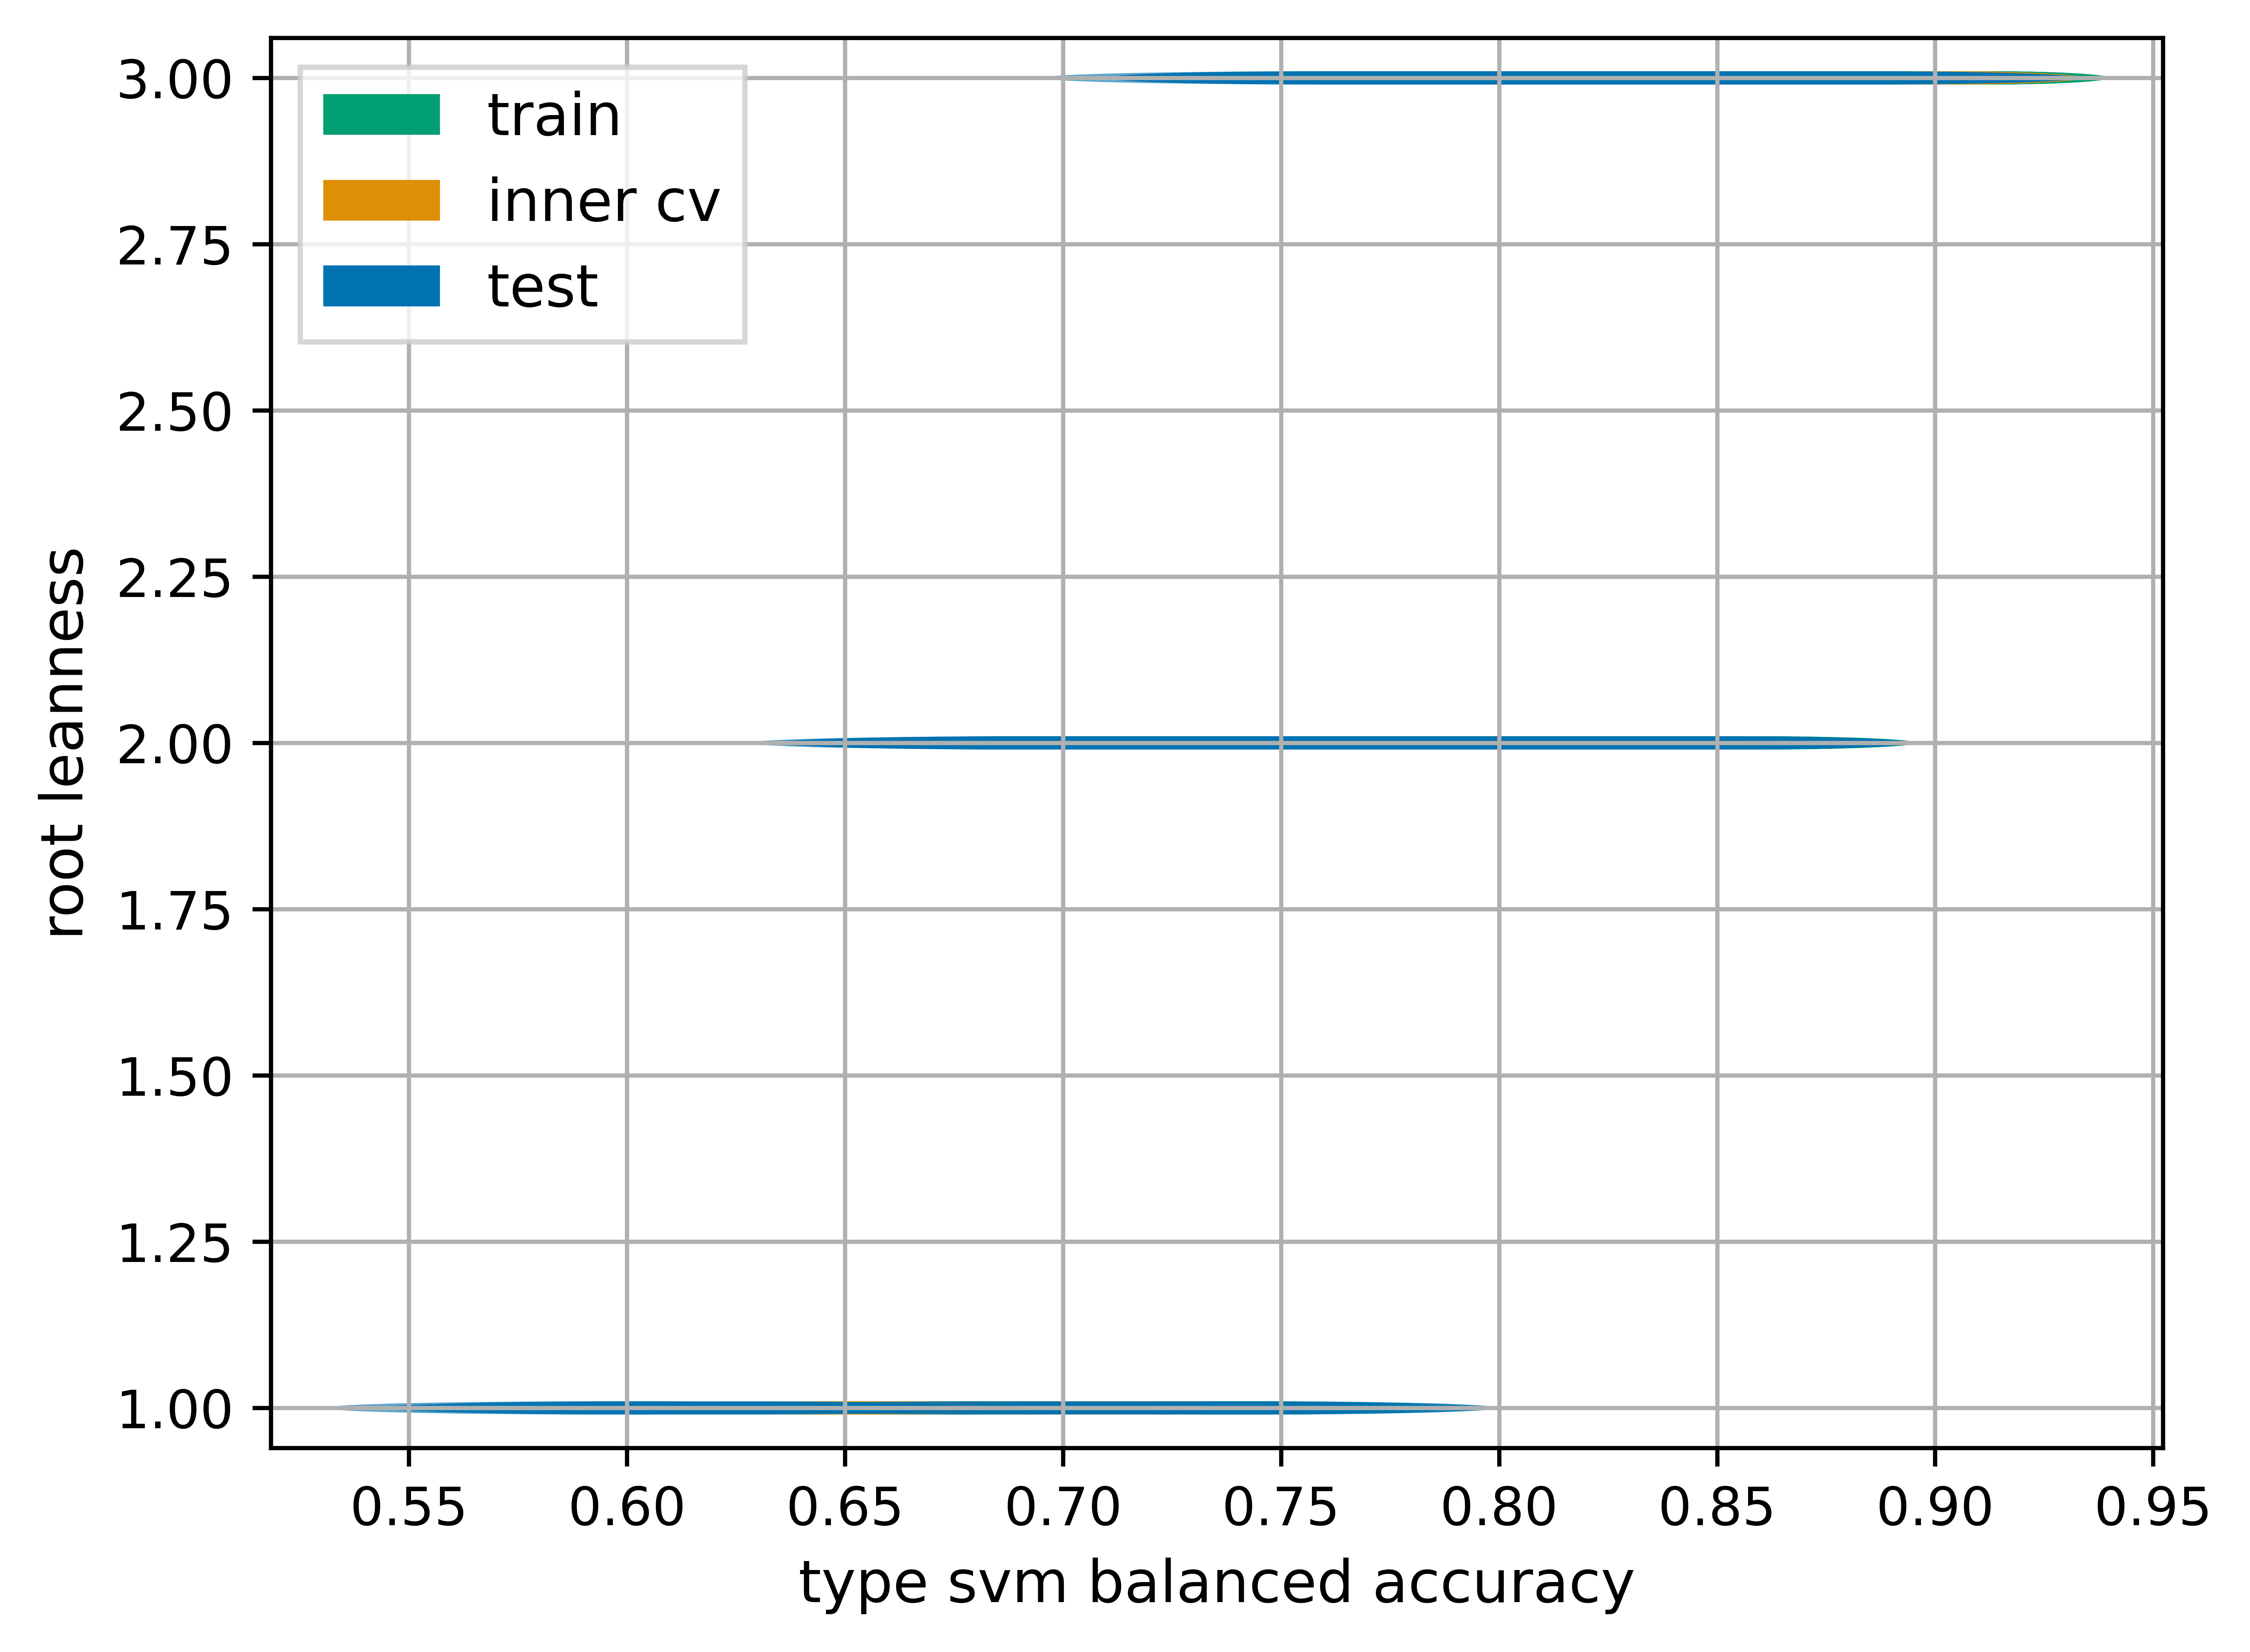 3.00
2.75
2.50
2.25
2.00
1.75
1.50
1.25
1.00
root leanness
train
inner cv
test
0.55 0.60 0.65 0.70 0.75 0.80 0.85 0.90 0.95
type svm balanced accuracy